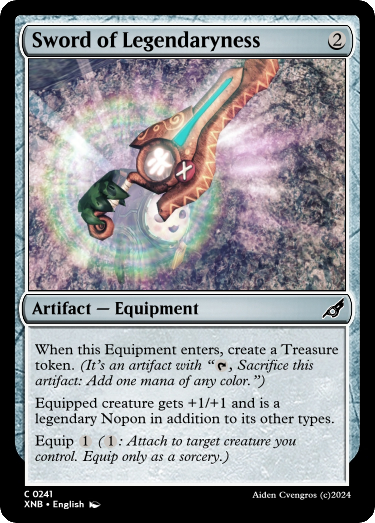 Sword of Legendaryness 2
Artifact — Equipment
When this Equipment enters, create a Treasure
token. (It's an artifact with “, Sacrifice this
artifact: Add one mana of any color.”)
Equipped creature gets +1/+1 and is a
legendary Nopon in addition to its other types.
Equip 1 (1: Attach to target creature you
control. Equip only as a sorcery.)
C 0241
XNB • English Aiden Cvengros (c)2024